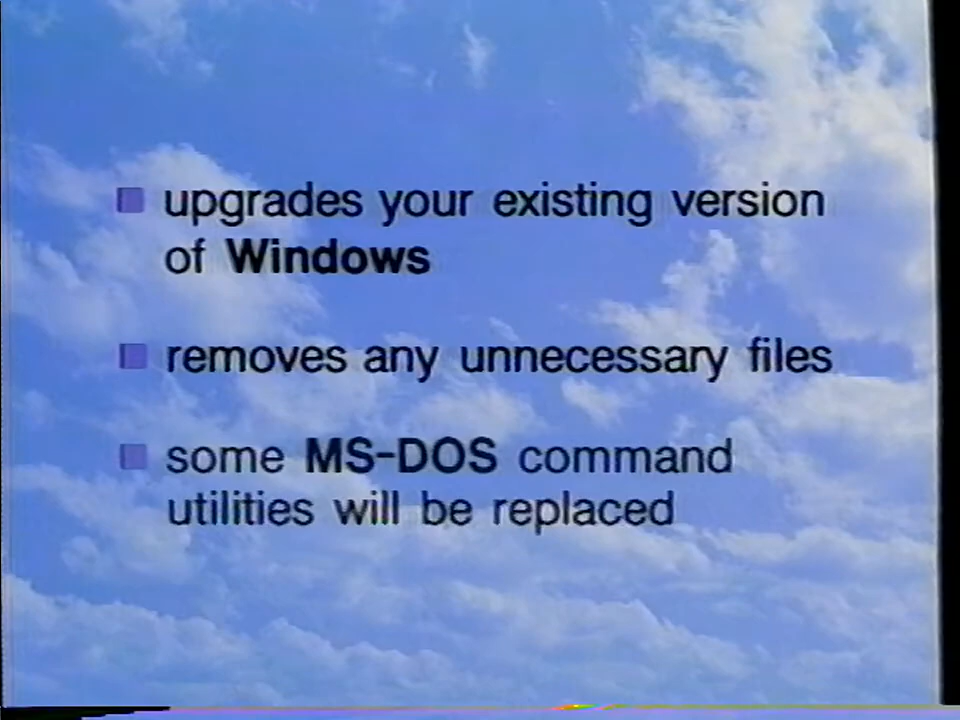 upgrades your existing version
of Windows
removes any unnecessary files
some MS-DOS command
utilities will be replaced